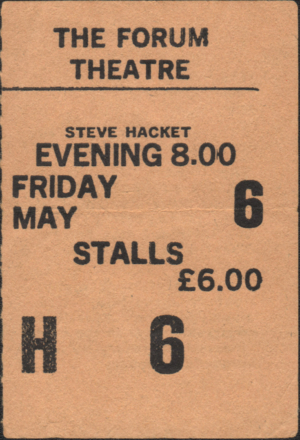 THE FORUM
THEATRE
STEVE HACKET
EVENING 8.00
FRIDAY
MAY 6
STALLS
£6.00
H 6